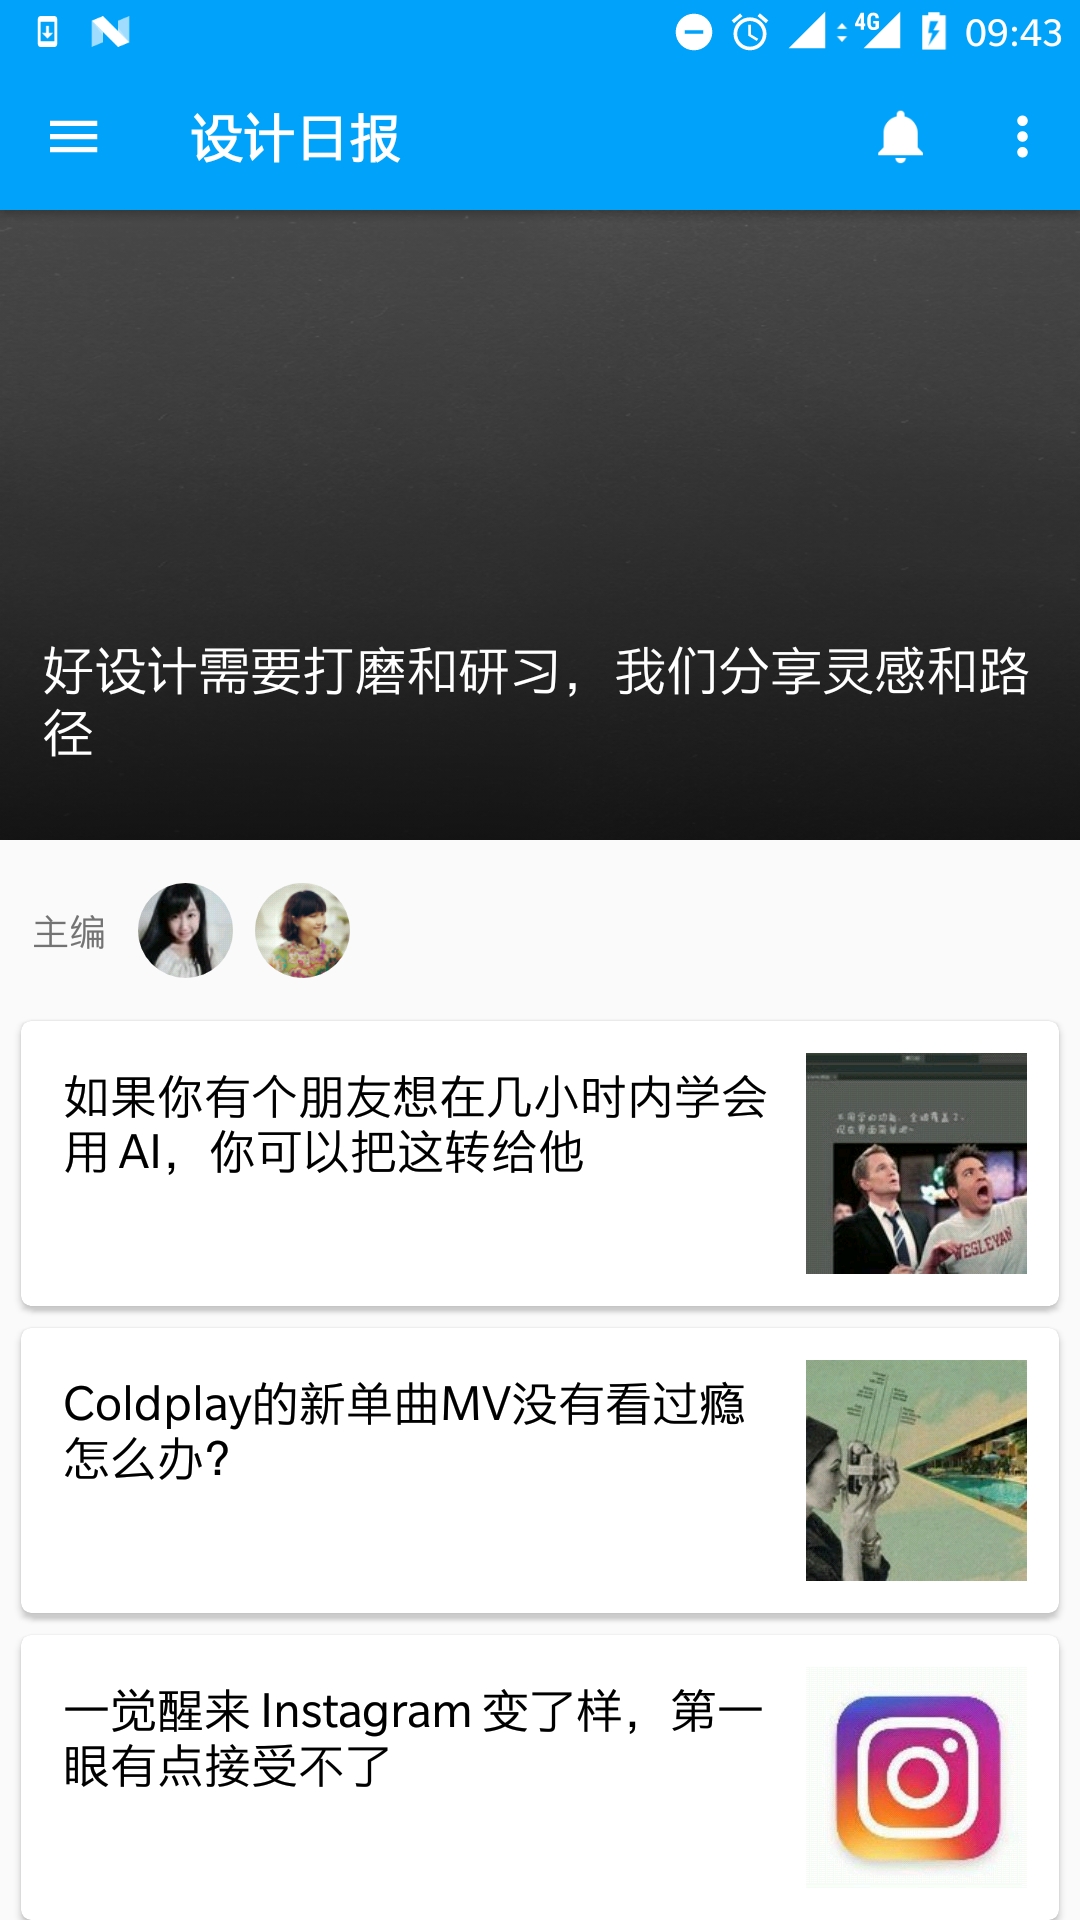 4G 09:43
设计日报
好设计需要打磨和研习，我们分享灵感和路
径
主编
如果你有个朋友想在几小时内学会
用 AI，你可以把这转给他
WESLEYAN
Coldplay的新单曲MV没有看过瘾
怎么办？
一觉醒来 Instagram 变了样，第一
眼有点接受不了